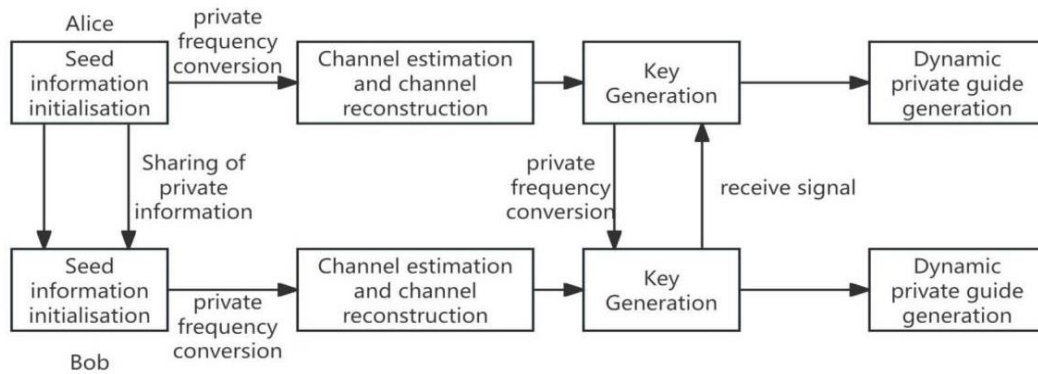 Alice
private
frequency
conversion
Seed
information
initialisation
Channel estimation
and channel
reconstruction
Key
Generation
Dynamic
private guide
generation
Sharing of
private
information
private
frequency
conversion
receive signal
Seed
information
initialisation
private
frequency
conversion
Channel estimation
and channel
reconstruction
Key
Generation
Dynamic
private guide
generation
Bob